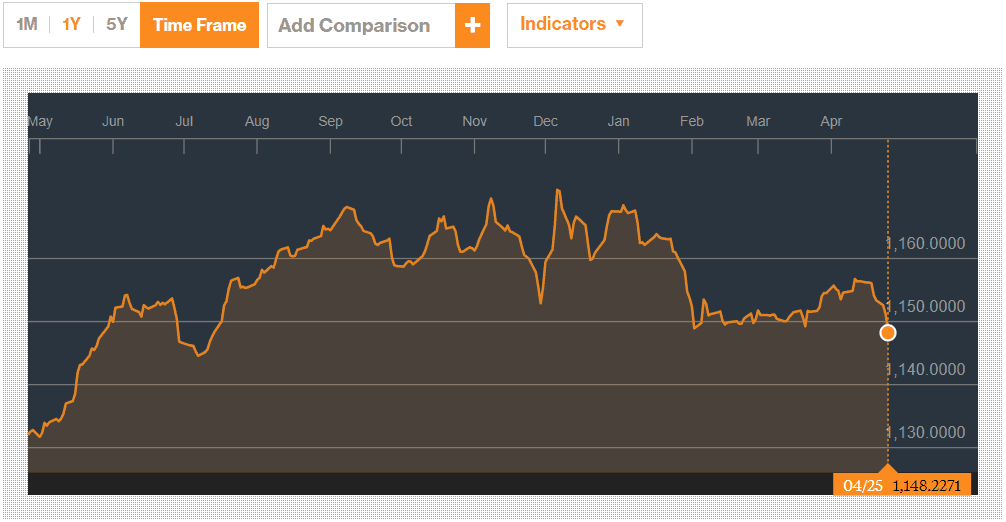 1M 1Y 5Y Time Frame Add Comparison + Indicators ▼
May Jun Jul Aug Sep Oct Nov Dec Jan Feb Mar Apr
1,160.0000
1,150.0000
1,140.0000
1,130.0000
04/25 1,148.2271